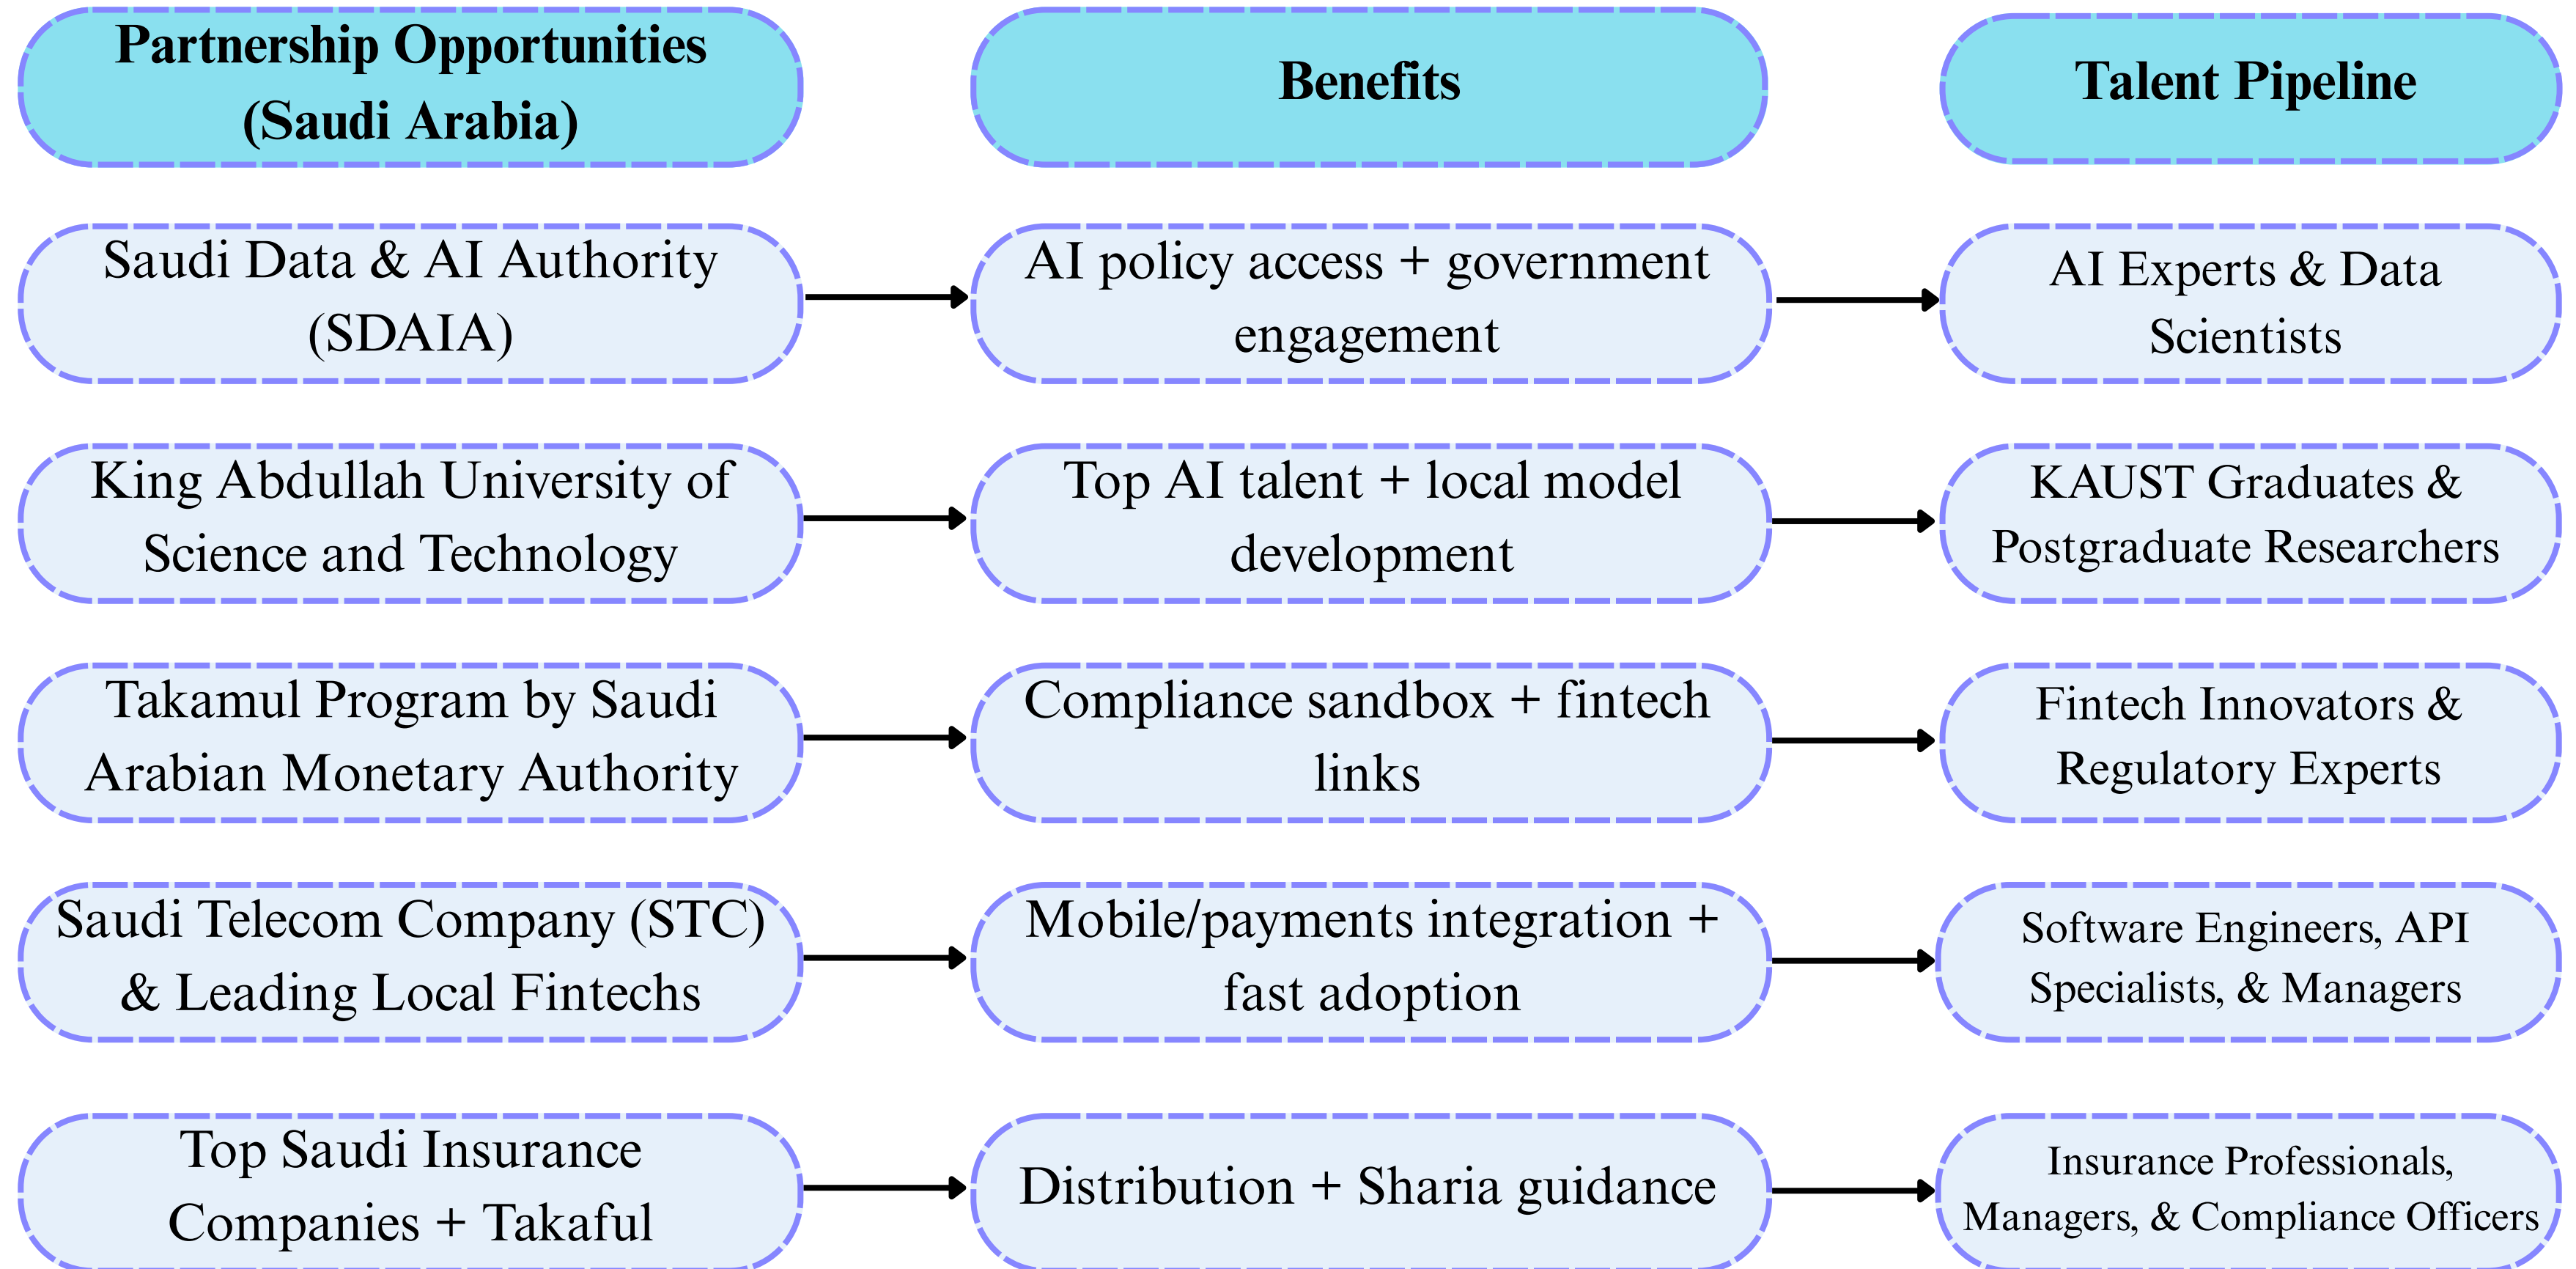 Partnership Opportunities
(Saudi Arabia)
Benefits
Talent Pipeline
Saudi Data & AI Authority
(SDAIA)
AI policy access + government
engagement
AI Experts & Data
Scientists
King Abdullah University of
Science and Technology
Top AI talent + local model
development
KAUST Graduates &
Postgraduate Researchers
Takamul Program by Saudi
Arabian Monetary Authority
Compliance sandbox + fintech
links
Fintech Innovators &
Regulatory Experts
Saudi Telecom Company (STC)
& Leading Local Fintechs
Mobile/payments integration +
fast adoption
Software Engineers, API
Specialists, & Managers
Top Saudi Insurance
Companies + Takaful
Distribution + Sharia guidance
Insurance Professionals,
Managers, & Compliance Officers